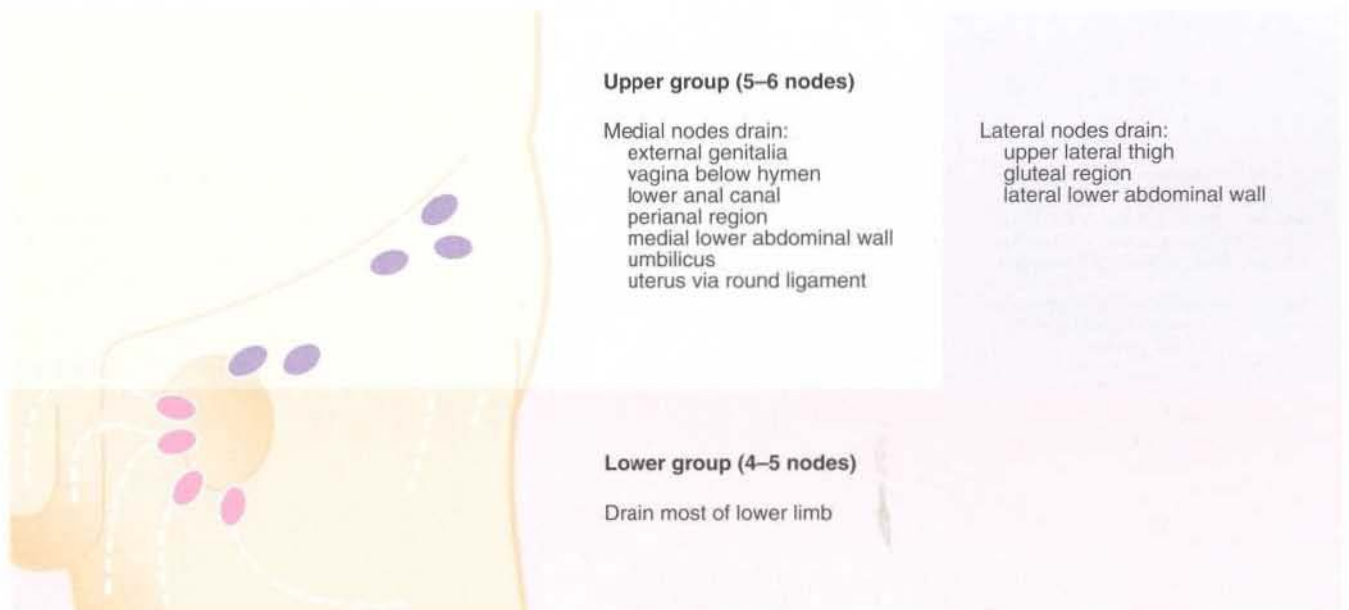 Upper group (5–6 nodes)
Medial nodes drain:
external genitalia
vagina below hymen
lower anal canal
perianal region
medial lower abdominal wall
umbilicus
uterus via round ligament
Lateral nodes drain:
upper lateral thigh
gluteal region
lateral lower abdominal wall
Lower group (4–5 nodes)
Drain most of lower limb